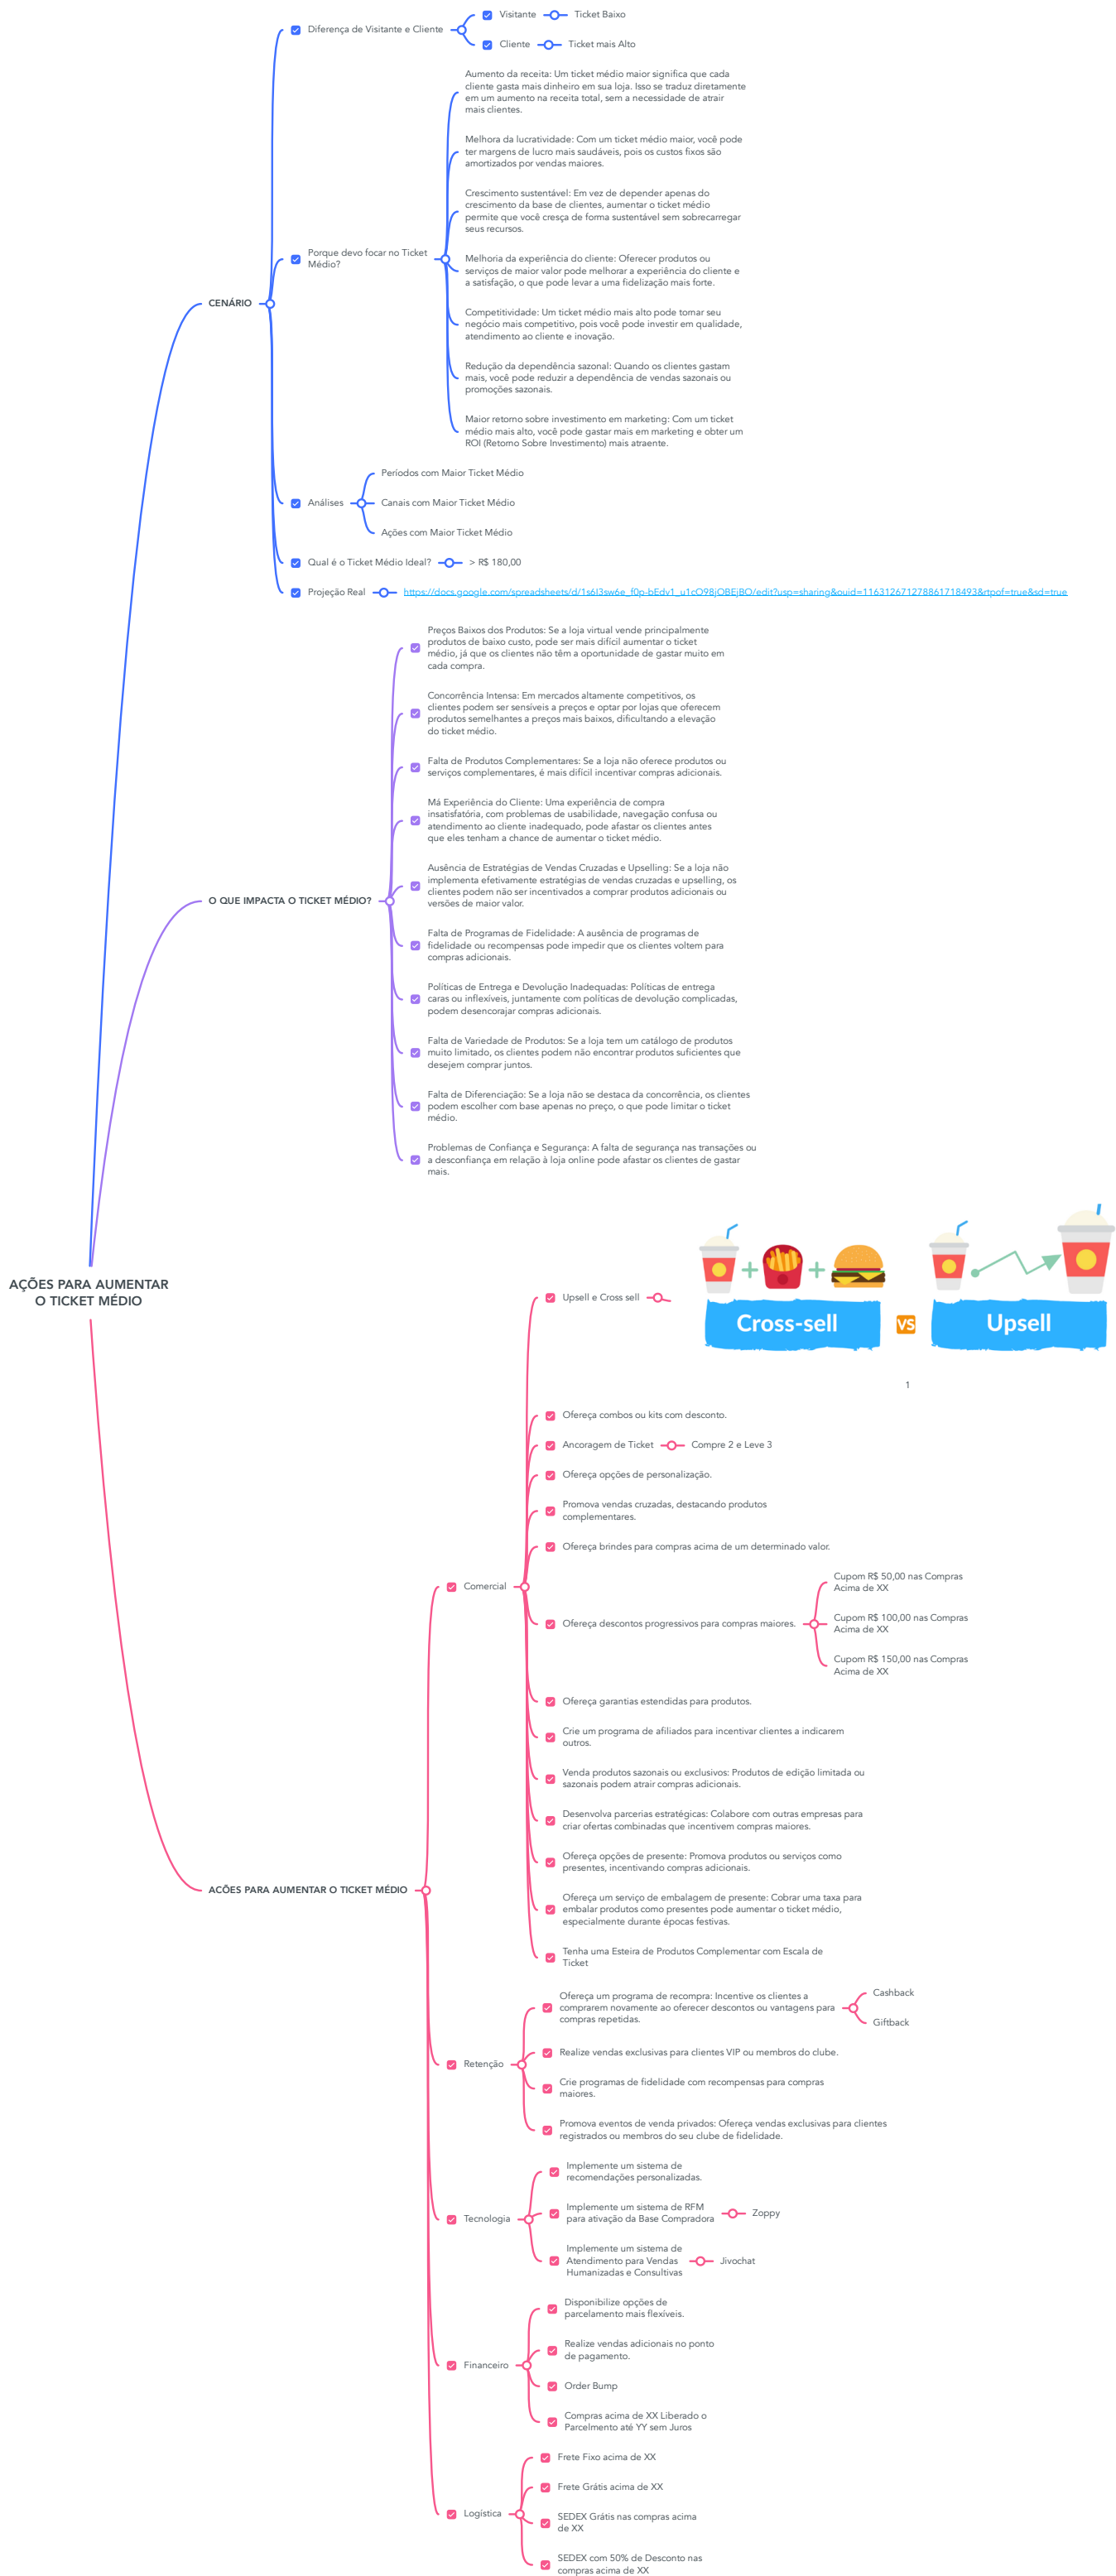 Diferença de Visitante e Cliente
Visitante
Ticket Baixo
Cliente
Ticket mais Alto
CENÁRIO
Porque devo focar no Ticket
Médio?
Aumento da receita: Um ticket médio maior significa que cada
cliente gasta mais dinheiro em sua loja. Isso se traduz diretamente
em um aumento na receita total, sem a necessidade de atrair
mais clientes.
Melhora da lucratividade: Com um ticket médio maior, você pode
ter margens de lucro mais saudáveis, pois os custos fixos são
amortizados por vendas maiores.
Crescimento sustentável: Em vez de depender apenas do
crescimento da base de clientes, aumentar o ticket médio
permite que você cresça de forma sustentável sem sobrecarregar
seus recursos.
Melhoria da experiência do cliente: Oferecer produtos ou
serviços de maior valor pode melhorar a experiência do cliente e
a satisfação, o que pode levar a uma fidelização mais forte.
Competitividade: Um ticket médio mais alto pode tornar seu
negócio mais competitivo, pois você pode investir em qualidade,
atendimento ao cliente e inovação.
Redução da dependência sazonal: Quando os clientes gastam
mais, você pode reduzir a dependência de vendas sazonais ou
promoções sazonais.
Maior retorno sobre investimento em marketing: Com um ticket
médio mais alto, você pode gastar mais em marketing e obter um
ROI (Retorno Sobre Investimento) mais atraente.
Análises
Períodos com Maior Ticket Médio
Canais com Maior Ticket Médio
Ações com Maior Ticket Médio
Qual é o Ticket Médio Ideal?
> R$ 180,00
Projeção Real
https://docs.google.com/spreadsheets/d/1s6I3sw6e_f0p-bEdv1_u1cO98jOBEjBO/edit?usp=sharing&ouid=116312671278861718493&rtpof=true&sd=true
O QUE IMPACTA O TICKET MÉDIO?
Preços Baixos dos Produtos: Se a loja virtual vende principalmente
produtos de baixo custo, pode ser mais difícil aumentar o ticket
médio, já que os clientes não têm a oportunidade de gastar muito em
cada compra.
Concorrência Intensa: Em mercados altamente competitivos, os
clientes podem ser sensíveis a preços e optar por lojas que oferecem
produtos semelhantes a preços mais baixos, dificultando a elevação
do ticket médio.
Falta de Produtos Complementares: Se a loja não oferece produtos ou
serviços complementares, é mais difícil incentivar compras adicionais.
Má Experiência do Cliente: Uma experiência de compra
insatisfatória, com problemas de usabilidade, navegação confusa ou
atendimento ao cliente inadequado, pode afastar os clientes antes
que eles tenham a chance de aumentar o ticket médio.
Ausência de Estratégias de Vendas Cruzadas e Upselling: Se a loja não
implementa efetivamente estratégias de vendas cruzadas e upselling, os
clientes podem não ser incentivados a comprar produtos adicionais ou
versões de maior valor.
Falta de Programas de Fidelidade: A ausência de programas de
fidelidade ou recompensas pode impedir que os clientes voltem para
compras adicionais.
Políticas de Entrega e Devolução Inadequadas: Políticas de entrega
caras ou inflexíveis, juntamente com políticas de devolução complicadas,
podem desencorajar compras adicionais.
Falta de Variedade de Produtos: Se a loja tem um catálogo de produtos
muito limitado, os clientes podem não encontrar produtos suficientes que
desejem comprar juntos.
Falta de Diferenciação: Se a loja não se destaca da concorrência, os clientes
podem escolher com base apenas no preço, o que pode limitar o ticket
médio.
Problemas de Confiança e Segurança: A falta de segurança nas transações ou
a desconfiança em relação à loja online pode afastar os clientes de gastar
mais.
AÇÕES PARA AUMENTAR
O TICKET MÉDIO
Upsell e Cross sell
Cross-sell
VS
Upsell
1
Ofereça combos ou kits com desconto.
Ancoragem de Ticket
Compre 2 e Leve 3
Ofereça opções de personalização.
Promova vendas cruzadas, destacando produtos
complementares.
Ofereça brindes para compras acima de um determinado valor.
Comercial
Ofereça descontos progressivos para compras maiores.
Cupom R$ 50,00 nas Compras
Acima de XX
Cupom R$ 100,00 nas Compras
Acima de XX
Cupom R$ 150,00 nas Compras
Acima de XX
Ofereça garantias estendidas para produtos.
Crie um programa de afiliados para incentivar clientes a indicarem
outros.
Venda produtos sazonais ou exclusivos: Produtos de edição limitada ou
sazonais podem atrair compras adicionais.
Desenvolva parcerias estratégicas: Colabore com outras empresas para
criar ofertas combinadas que incentivem compras maiores.
Ofereça opções de presente: Promova produtos ou serviços como
presentes, incentivando compras adicionais.
ACÕES PARA AUMENTAR O TICKET MÉDIO
Ofereça um serviço de embalagem de presente: Cobrar uma taxa para
embalar produtos como presentes pode aumentar o ticket médio,
especialmente durante épocas festivas.
Tenha uma Esteira de Produtos Complementar com Escala de
Ticket
Retenção
Ofereça um programa de recompra: Incentive os clientes a
comprarem novamente ao oferecer descontos ou vantagens para
compras repetidas.
Cashback
Giftback
Realize vendas exclusivas para clientes VIP ou membros do clube.
Crie programas de fidelidade com recompensas para compras
maiores.
Promova eventos de venda privados: Ofereça vendas exclusivas para clientes
registrados ou membros do seu clube de fidelidade.
Tecnologia
Implemente um sistema de
recomendações personalizadas.
Implemente um sistema de RFM
para ativação da Base Compradora
Zoppy
Implemente um sistema de
Atendimento para Vendas
Humanizadas e Consultivas
Jivochat
Financeiro
Disponibilize opções de
parcelamento mais flexíveis.
Realize vendas adicionais no ponto
de pagamento.
Order Bump
Compras acima de XX Liberado o
Parcelmento até YY sem Juros
Logística
Frete Fixo acima de XX
Frete Grátis acima de XX
SEDEX Grátis nas compras acima
de XX
SEDEX com 50% de Desconto nas
compras acima de XX